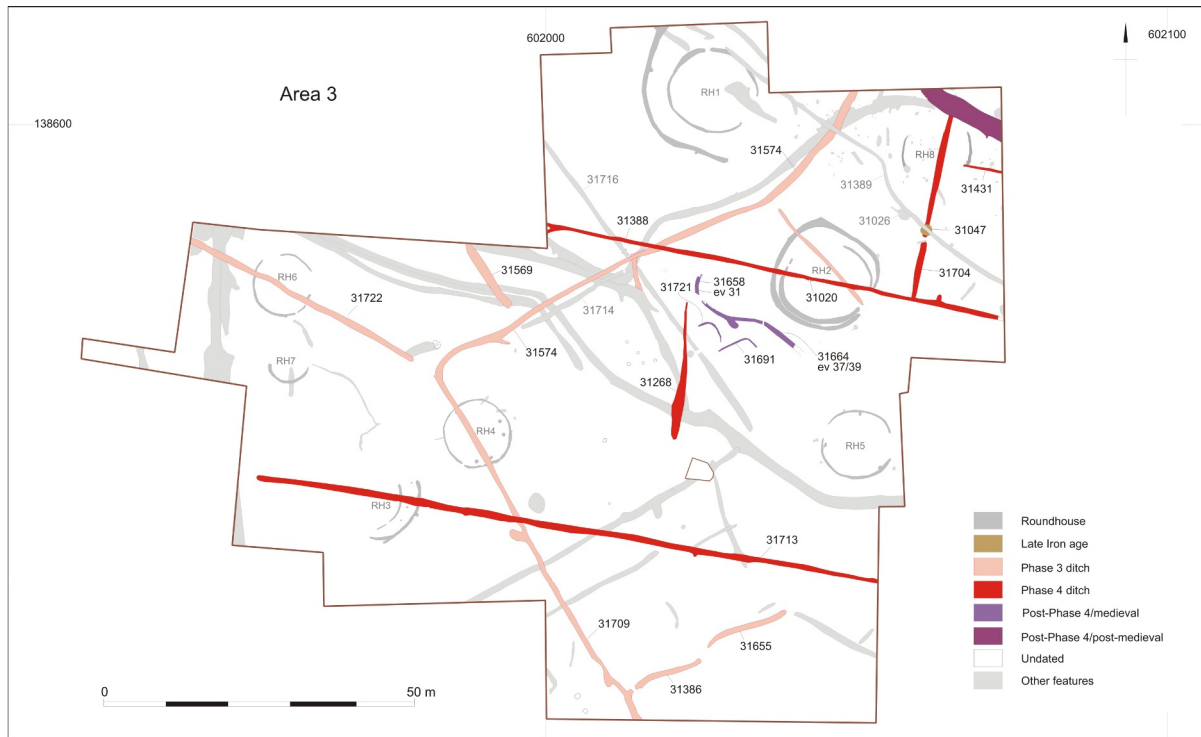 602000
602100
Area 3
138600
RH1
31574
RH8
31716
31389
31431
31388
31026
31047
RH2
31704
31569
RH6
31658
ev 31
31721
31020
31722
31714
31574
31664
ev 37/39
31691
RH7
31268
RH4
RH5
RH3
31713
31709
31655
31386
0
50 m
Roundhouse
Late Iron age
Phase 3 ditch
Phase 4 ditch
Post-Phase 4/medieval
Post-Phase 4/post-medieval
Undated
Other features